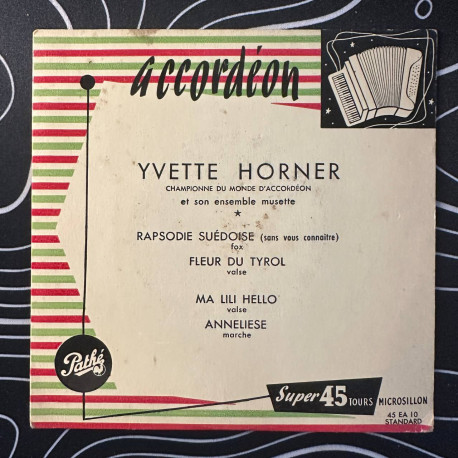 accordéon
YVETTE HORNER
CHAMPIONNE DU MONDE D'ACCORDÉON
et son ensemble musette
RAPSODIE SUÉDOISE (sans vous connaître)
fox
FLEUR DU TYROL
valse
MA LILI HELLO
valse
ANNELIESE
marche
Pathé
Super 45 TOURS MICROSILLON
45 EA 10
STANDARD